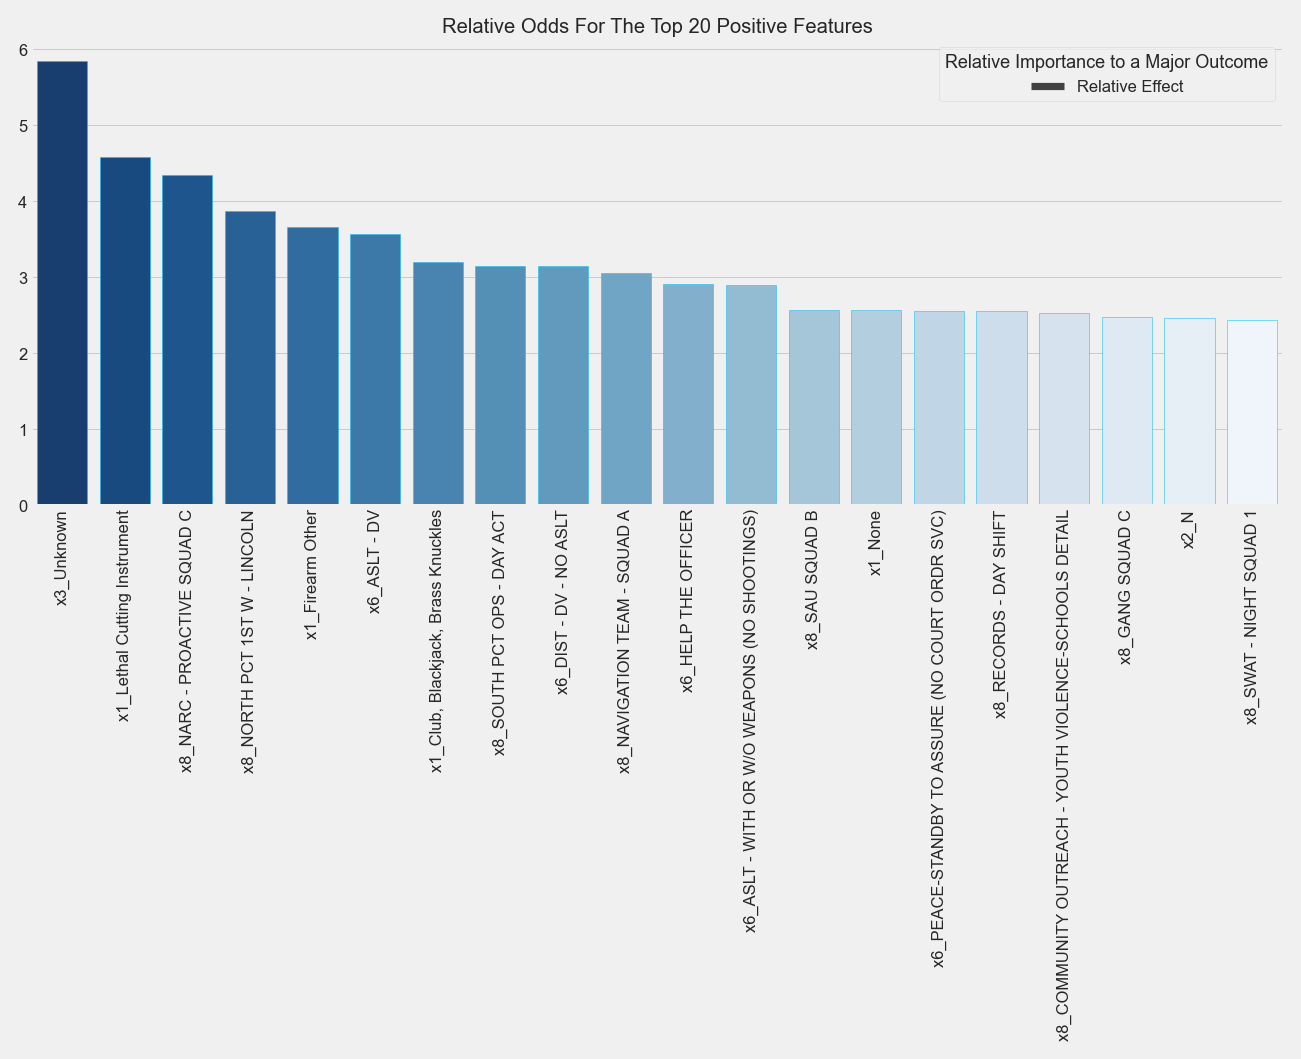 Relative Odds For The Top 20 Positive Features
Relative Importance to a Major Outcome
Relative Effect
6
5
4
3
2
1
0
x3_Unknown
x1_Lethal Cutting Instrument
x8_NARC - PROACTIVE SQUAD C
x8_NORTH PCT 1ST W - LINCOLN
x1_Firearm Other
x6_ASLT - DV
x1_Club, Blackjack, Brass Knuckles
x8_SOUTH PCT OPS - DAY ACT
x6_DIST - DV - NO ASLT
x8_NAVIGATION TEAM - SQUAD A
x6_HELP THE OFFICER
x6_ASLT - WITH OR W/O WEAPONS (NO SHOOTINGS)
x8_SAU SQUAD B
x1_None
x6_PEACE-STANDBY TO ASSURE (NO COURT ORDR SVC)
x8_RECORDS - DAY SHIFT
x8_COMMUNITY OUTREACH - YOUTH VIOLENCE-SCHOOLS DETAIL
x8_GANG SQUAD C
x2_N
x8_SWAT - NIGHT SQUAD 1